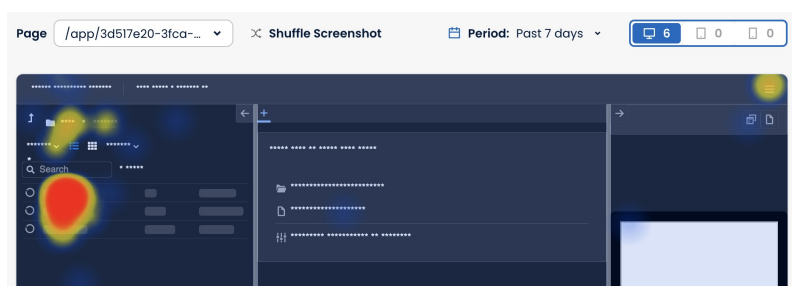 Page /app/3d517e20-3fca-... Shuffle Screenshot Period: Past 7 days 6 0 0
****** ********** ******* **** ***** * ******* **
**** * *******
******* *******
***** **** ** ***** **** *****
Search * *****
**************************
********************
********* *********** ** ********